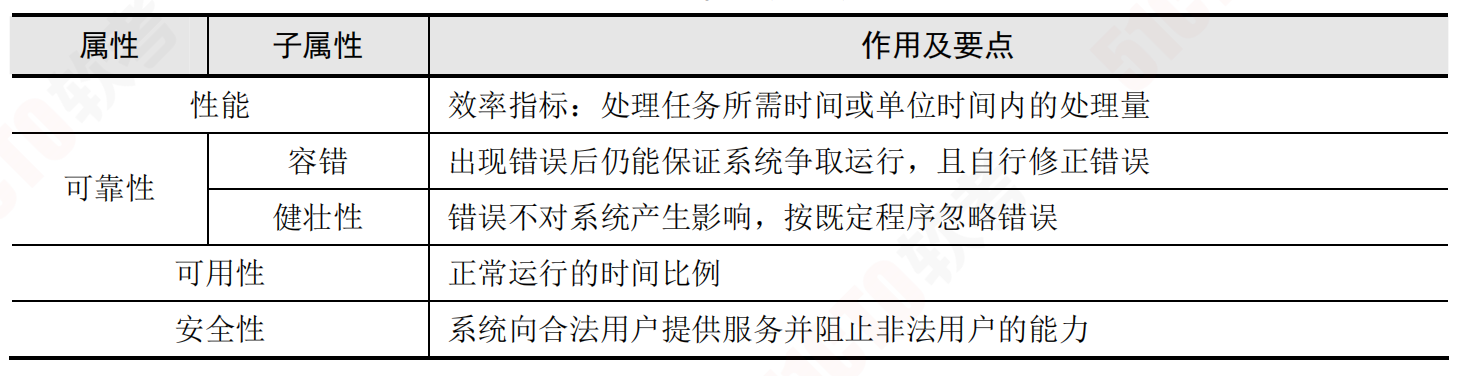 属性 子属性 作用及要点
性能 效率指标：处理任务所需时间或单位时间内的处理量
可靠性 容错 出现错误后仍能保证系统争取运行，且自行修正错误
健壮性 错误不对系统产生影响，按既定程序忽略错误
可用性 正常运行的时间比例
安全性 系统向合法用户提供服务并阻止非法用户的能力